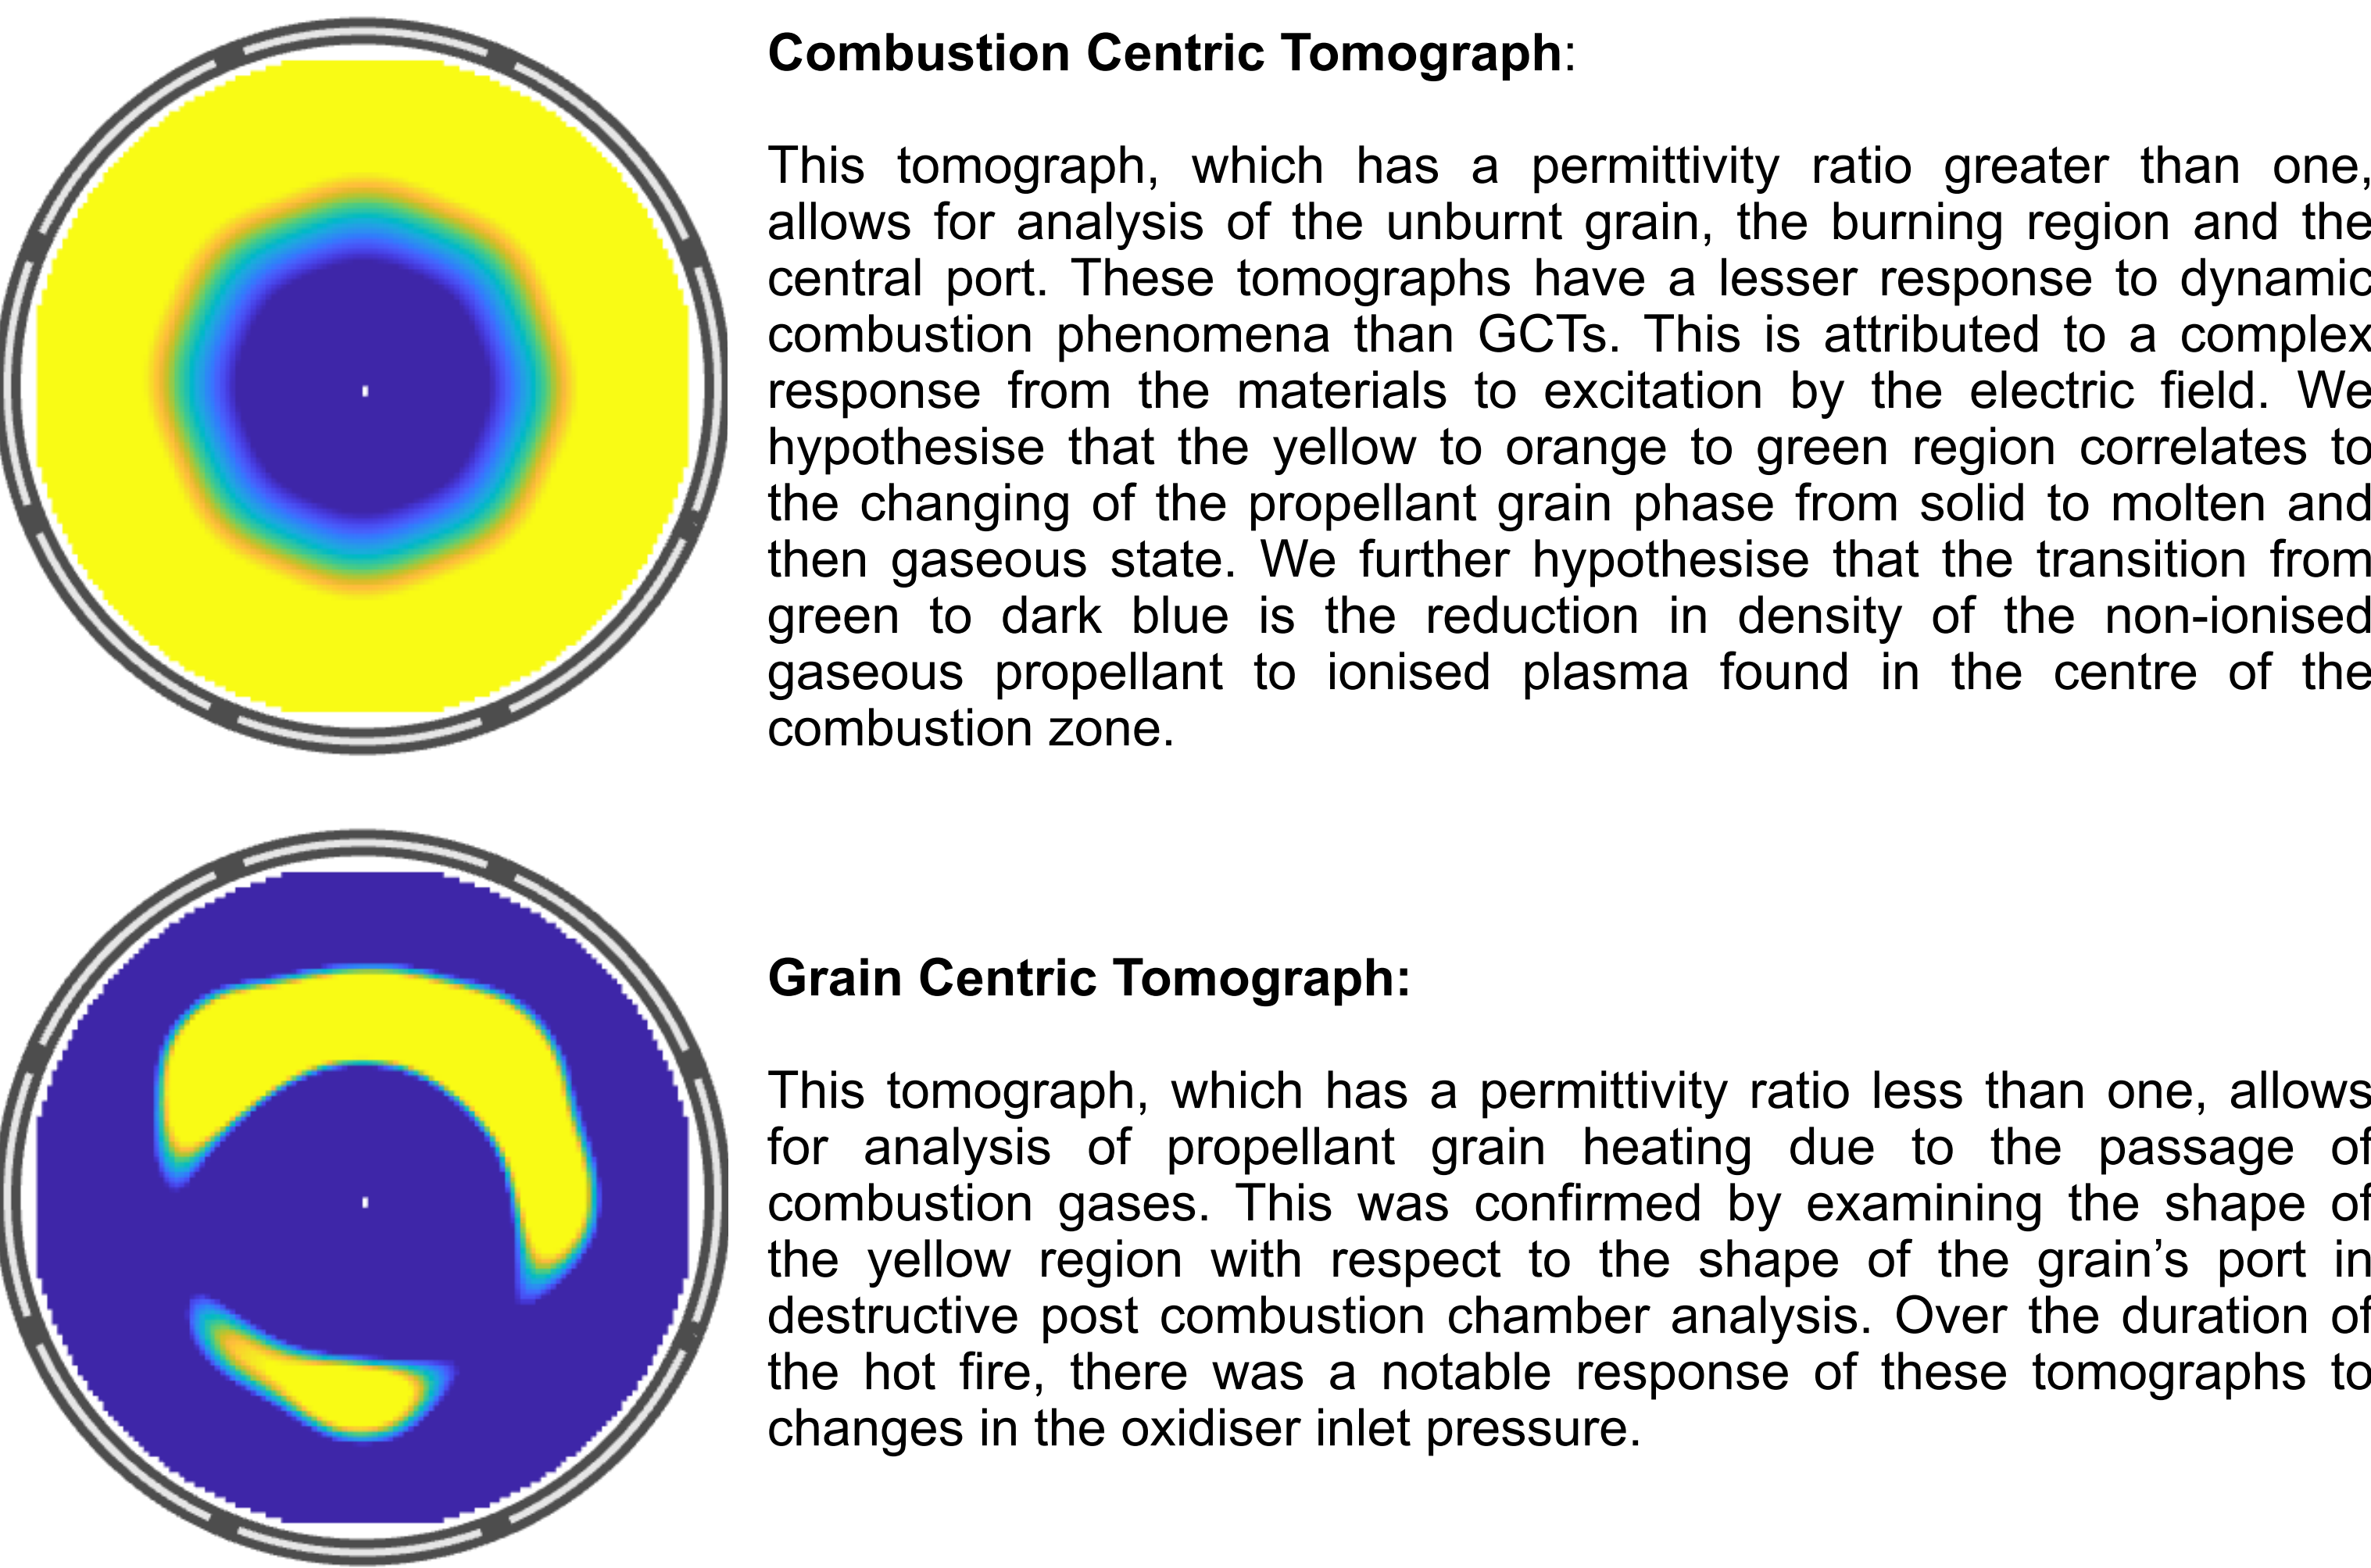 Combustion Centric Tomograph:
This tomograph, which has a permittivity ratio greater than one,
allows for analysis of the unburnt grain, the burning region and the
central port. These tomographs have a lesser response to dynamic
combustion phenomena than GCTs. This is attributed to a complex
response from the materials to excitation by the electric field. We
hypothesise that the yellow to orange to green region correlates to
the changing of the propellant grain phase from solid to molten and
then gaseous state. We further hypothesise that the transition from
green to dark blue is the reduction in density of the non-ionised
gaseous propellant to ionised plasma found in the centre of the
combustion zone.
Grain Centric Tomograph:
This tomograph, which has a permittivity ratio less than one, allows
for analysis of propellant grain heating due to the passage of
combustion gases. This was confirmed by examining the shape of
the yellow region with respect to the shape of the grain’s port in
destructive post combustion chamber analysis. Over the duration of
the hot fire, there was a notable response of these tomographs to
changes in the oxidiser inlet pressure.